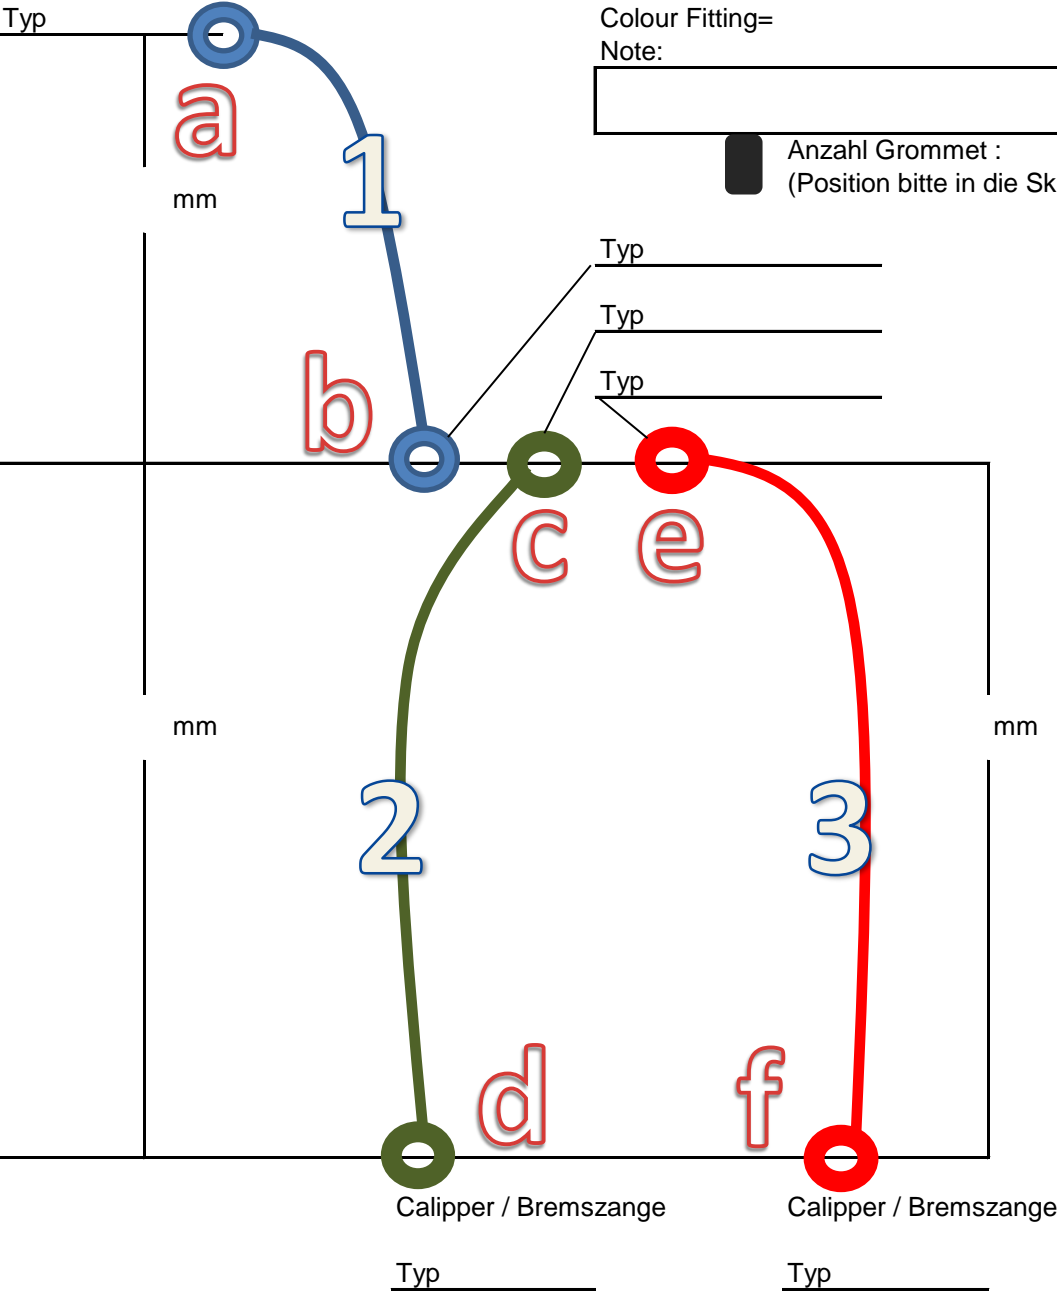 Typ
Colour Fitting=
Note:
a
1
Anzahl Grommet :
(Position bitte in die Sk
mm
Typ
Typ
Typ
b
c
e
mm
mm
2
3
d
f
Calipper / Bremszange
Calipper / Bremszange
Typ
Typ